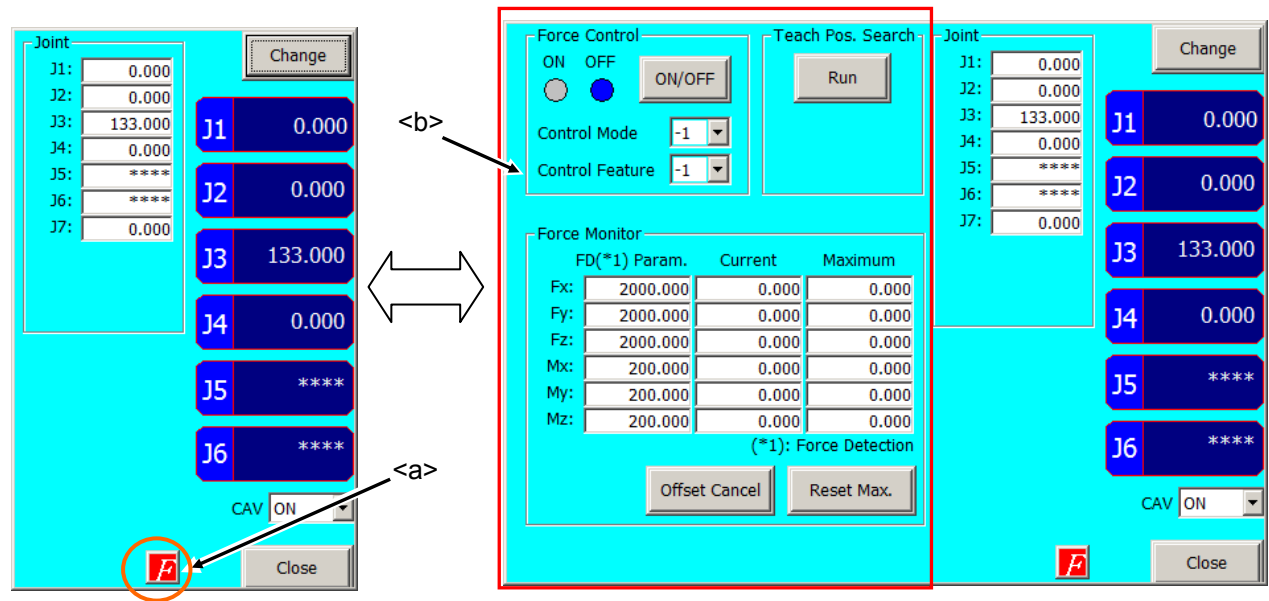 Joint
Change
J1: 0.000
J2: 0.000
J3: 133.000
J4: 0.000
J5: ****
J6: ****
J7: 0.000
J1 0.000
J2 0.000
J3 133.000
J4 0.000
J5 ****
J6 ****
CAV ON
F
Close
<a>
<b>
Force Control
ON OFF
ON/OFF
Control Mode -1
Control Feature -1
Teach Pos. Search
Run
Force Monitor
FD(*1) Param. Current Maximum
Fx: 2000.000 0.000 0.000
Fy: 2000.000 0.000 0.000
Fz: 2000.000 0.000 0.000
Mx: 200.000 0.000 0.000
My: 200.000 0.000 0.000
Mz: 200.000 0.000 0.000
(*1): Force Detection
Offset Cancel Reset Max.
Joint
Change
J1: 0.000
J2: 0.000
J3: 133.000
J4: 0.000
J5: ****
J6: ****
J7: 0.000
J1 0.000
J2 0.000
J3 133.000
J4 0.000
J5 ****
J6 ****
CAV ON
F
Close